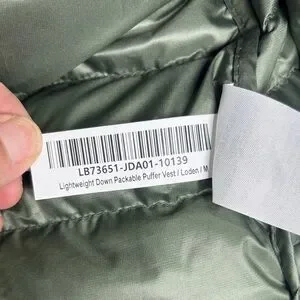 LB73651-JDA01-10139
Lightweight Down Packable Puffer Vest / Loden / M